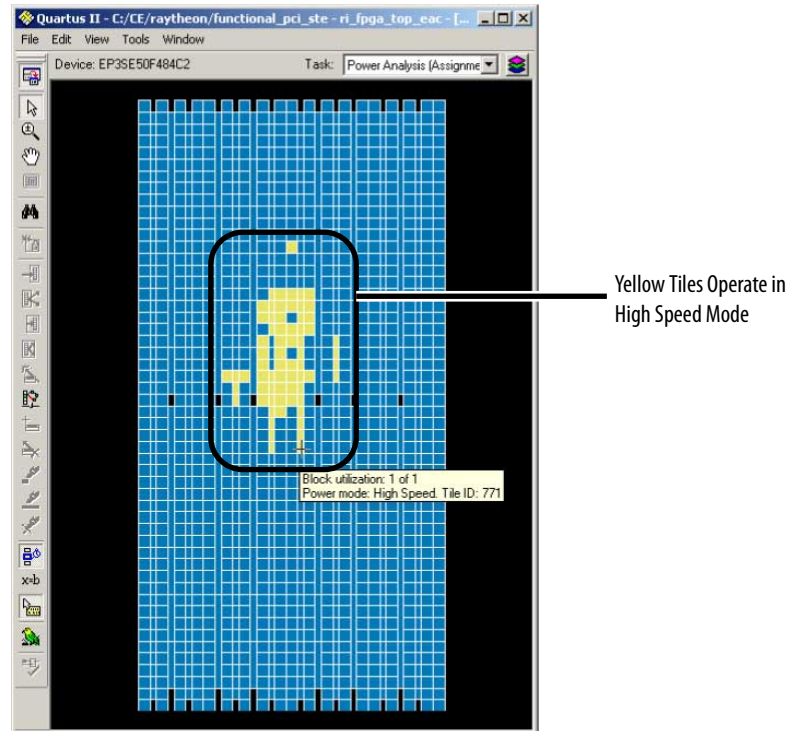 Quartus II - C:/CE/raytheon/functional_pci_ste - ri_fpga_top_eac - [...
File Edit View Tools Window
Device: EP3SE50F484C2 Task: Power Analysis (Assignme
Yellow Tiles Operate in
High Speed Mode
Block utilization: 1 of 1
Power mode: High Speed. Tile ID: 771
x=b